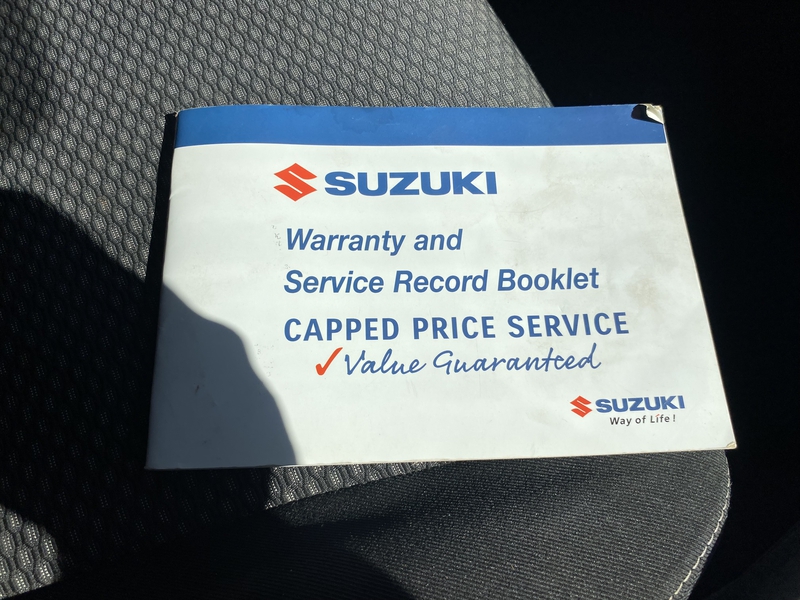 SUZUKI
Warranty and
Service Record Booklet
CAPPED PRICE SERVICE
✓Value Guaranteed
SUZUKI
Way of Life!